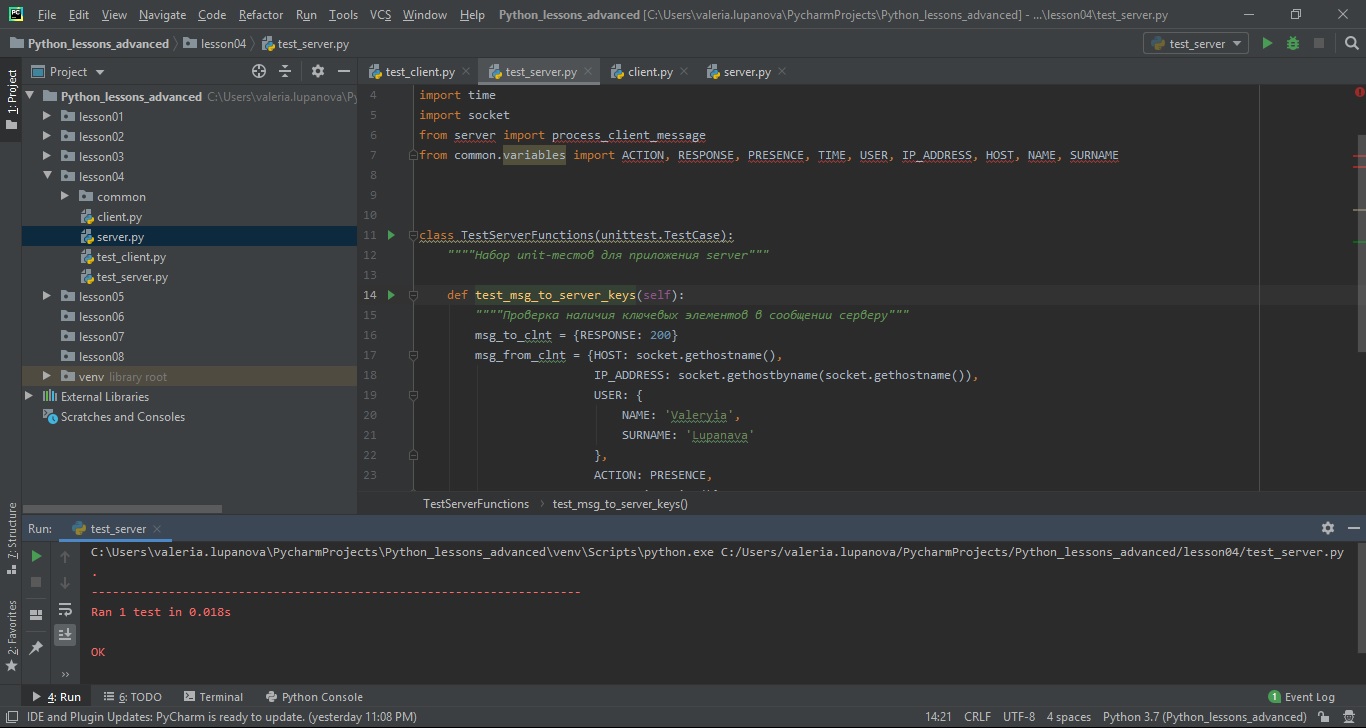 File Edit View Navigate Code Refactor Run Tools VCS Window Help Python_lessons_advanced [C:\Users\valeria.lupanova\PycharmProjects\Python_lessons_advanced] - ...\lesson04\test_server.py
Python_lessons_advanced lesson04 test_server.py test_server
1: Project
Project
test_client.py test_server.py client.py server.py
Python_lessons_advanced C:\Users\valeria.lupanova\Py
lesson01
lesson02
lesson03
lesson04
common
client.py
server.py
test_client.py
test_server.py
lesson05
lesson06
lesson07
lesson08
venv library root
External Libraries
Scratches and Consoles
4 import time
5 import socket
6 from server import process_client_message
7 from common.variables import ACTION, RESPONSE, PRESENCE, TIME, USER, IP_ADDRESS, HOST, NAME, SURNAME
8
9
10
11 class TestServerFunctions(unittest.TestCase):
12 """"Набор unit-тестов для приложения server"""
13
14 def test_msg_to_server_keys(self):
15 """"Проверка наличия ключевых элементов в сообщении серверу"""
16 msg_to_clnt = {RESPONSE: 200}
17 msg_from_clnt = {HOST: socket.gethostname(),
18 IP_ADDRESS: socket.gethostbyname(socket.gethostname()),
19 USER: {
20 NAME: 'Valeryia',
21 SURNAME: 'Lupanava'
22 },
23 ACTION: PRESENCE,
TestServerFunctions test_msg_to_server_keys()
7: Structure
2: Favorites
Run: test_server
C:\Users\valeria.lupanova\PycharmProjects\Python_lessons_advanced\venv\Scripts\python.exe C:/Users/valeria.lupanova/PycharmProjects/Python_lessons_advanced/lesson04/test_server.py
.
----------------------------------------------------------------------
Ran 1 test in 0.018s
OK
4: Run 6: TODO Terminal Python Console 1 Event Log
IDE and Plugin Updates: PyCharm is ready to update. (yesterday 11:08 PM) 14:21 CRLF UTF-8 4 spaces Python 3.7 (Python_lessons_advanced)